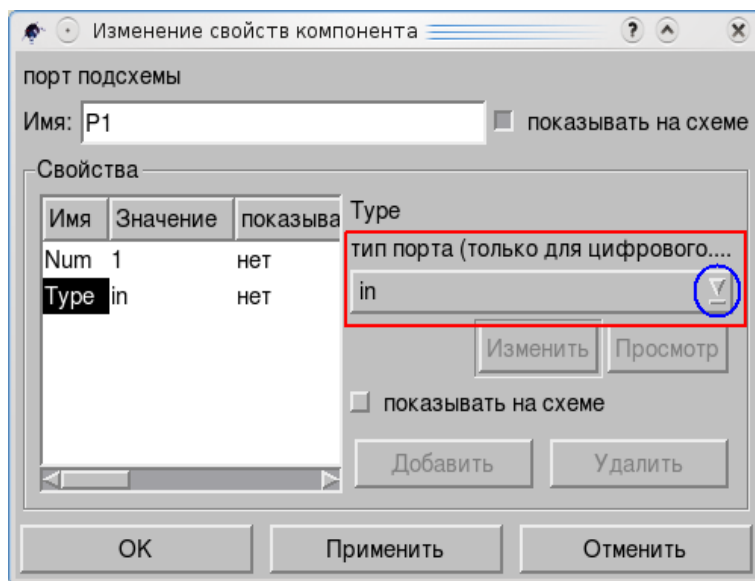 Изменение свойств компонента
порт подсхемы
Имя: P1 показывать на схеме
Свойства
Имя Значение показыва
Num 1 нет
Type in нет
Type
тип порта (только для цифрового....
in
Изменить Просмотр
показывать на схеме
Добавить Удалить
OK Применить Отменить